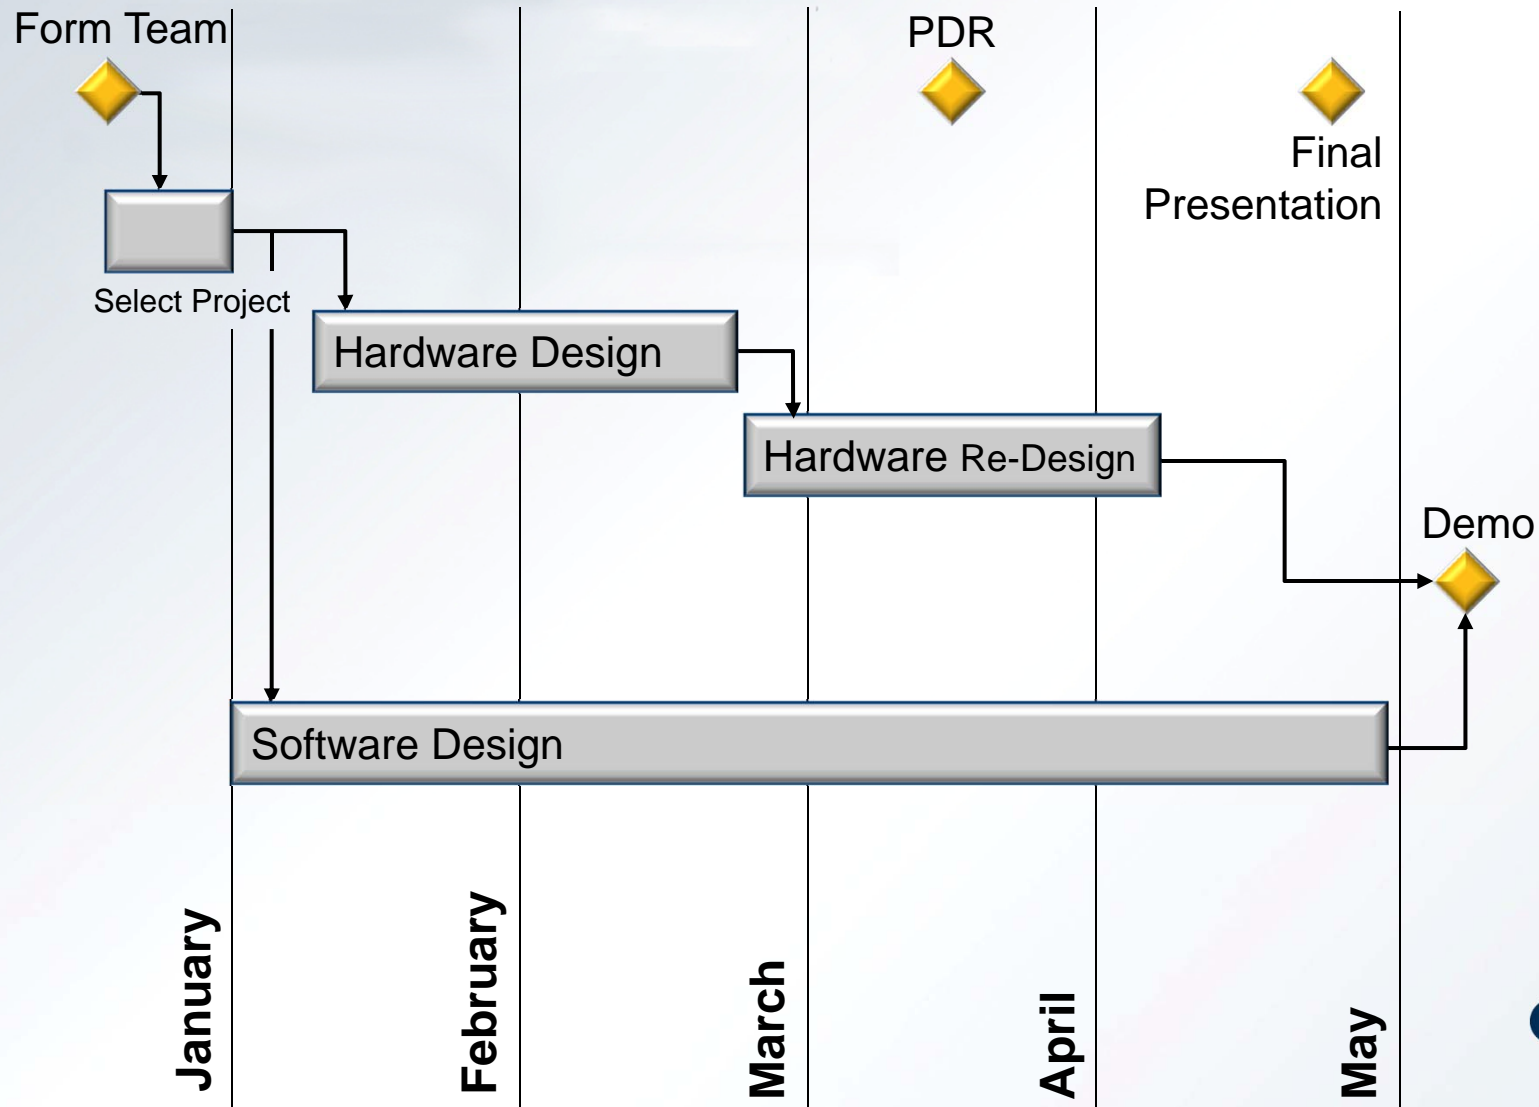 Form Team
PDR
Final
Presentation
Select Project
Hardware Design
Hardware Re-Design
Demo
Software Design
January
February
March
April
May